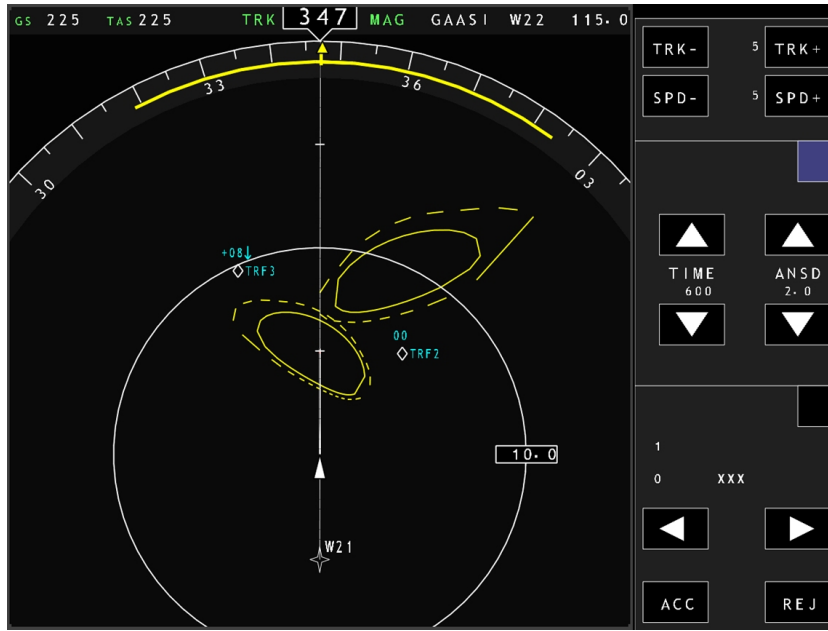 GS 225 TAS 225 TRK 347 MAG GAASI W22 115.0
TRK- 5 TRK+
SPD- 5 SPD+
33 36
30 03
+08↓
TRF3
TIME ANSD
600 2.0
00
TRF2
10.0
1
0 XXX
W21
ACC REJ